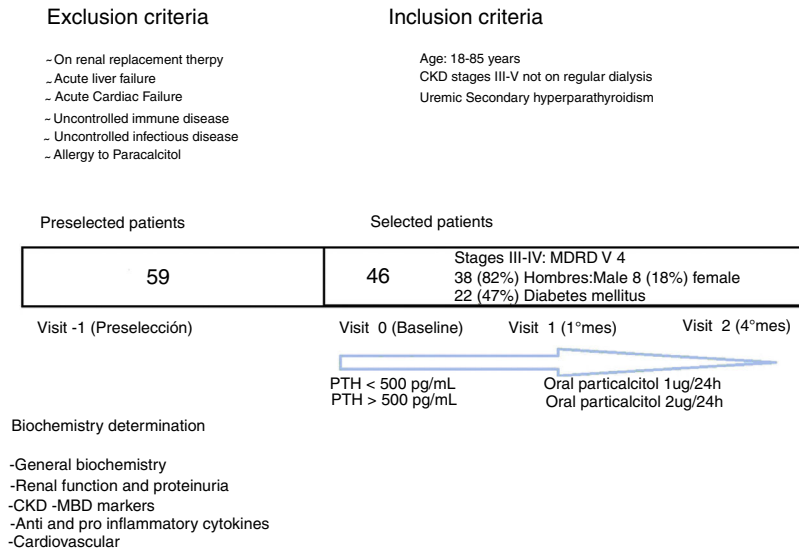 Exclusion criteria
~On renal replacement therpy
~Acute liver failure
~Acute Cardiac Failure
~Uncontrolled immune disease
~Uncontrolled infectious disease
~Allergy to Paracalcitol
Inclusion criteria
Age: 18-85 years
CKD stages III-V not on regular dialysis
Uremic Secondary hyperparathyroidism
Preselected patients
Selected patients
59
46
Stages III-IV: MDRD V 4
38 (82%) Hombres:Male 8 (18%) female
22 (47%) Diabetes mellitus
Visit -1 (Preselección)
Visit 0 (Baseline)
Visit 1 (1°mes)
Visit 2 (4°mes)
PTH < 500 pg/mL
Oral particalcitol 1ug/24h
PTH > 500 pg/mL
Oral particalcitol 2ug/24h
Biochemistry determination
-General biochemistry
-Renal function and proteinuria
-CKD -MBD markers
-Anti and pro inflammatory cytokines
-Cardiovascular